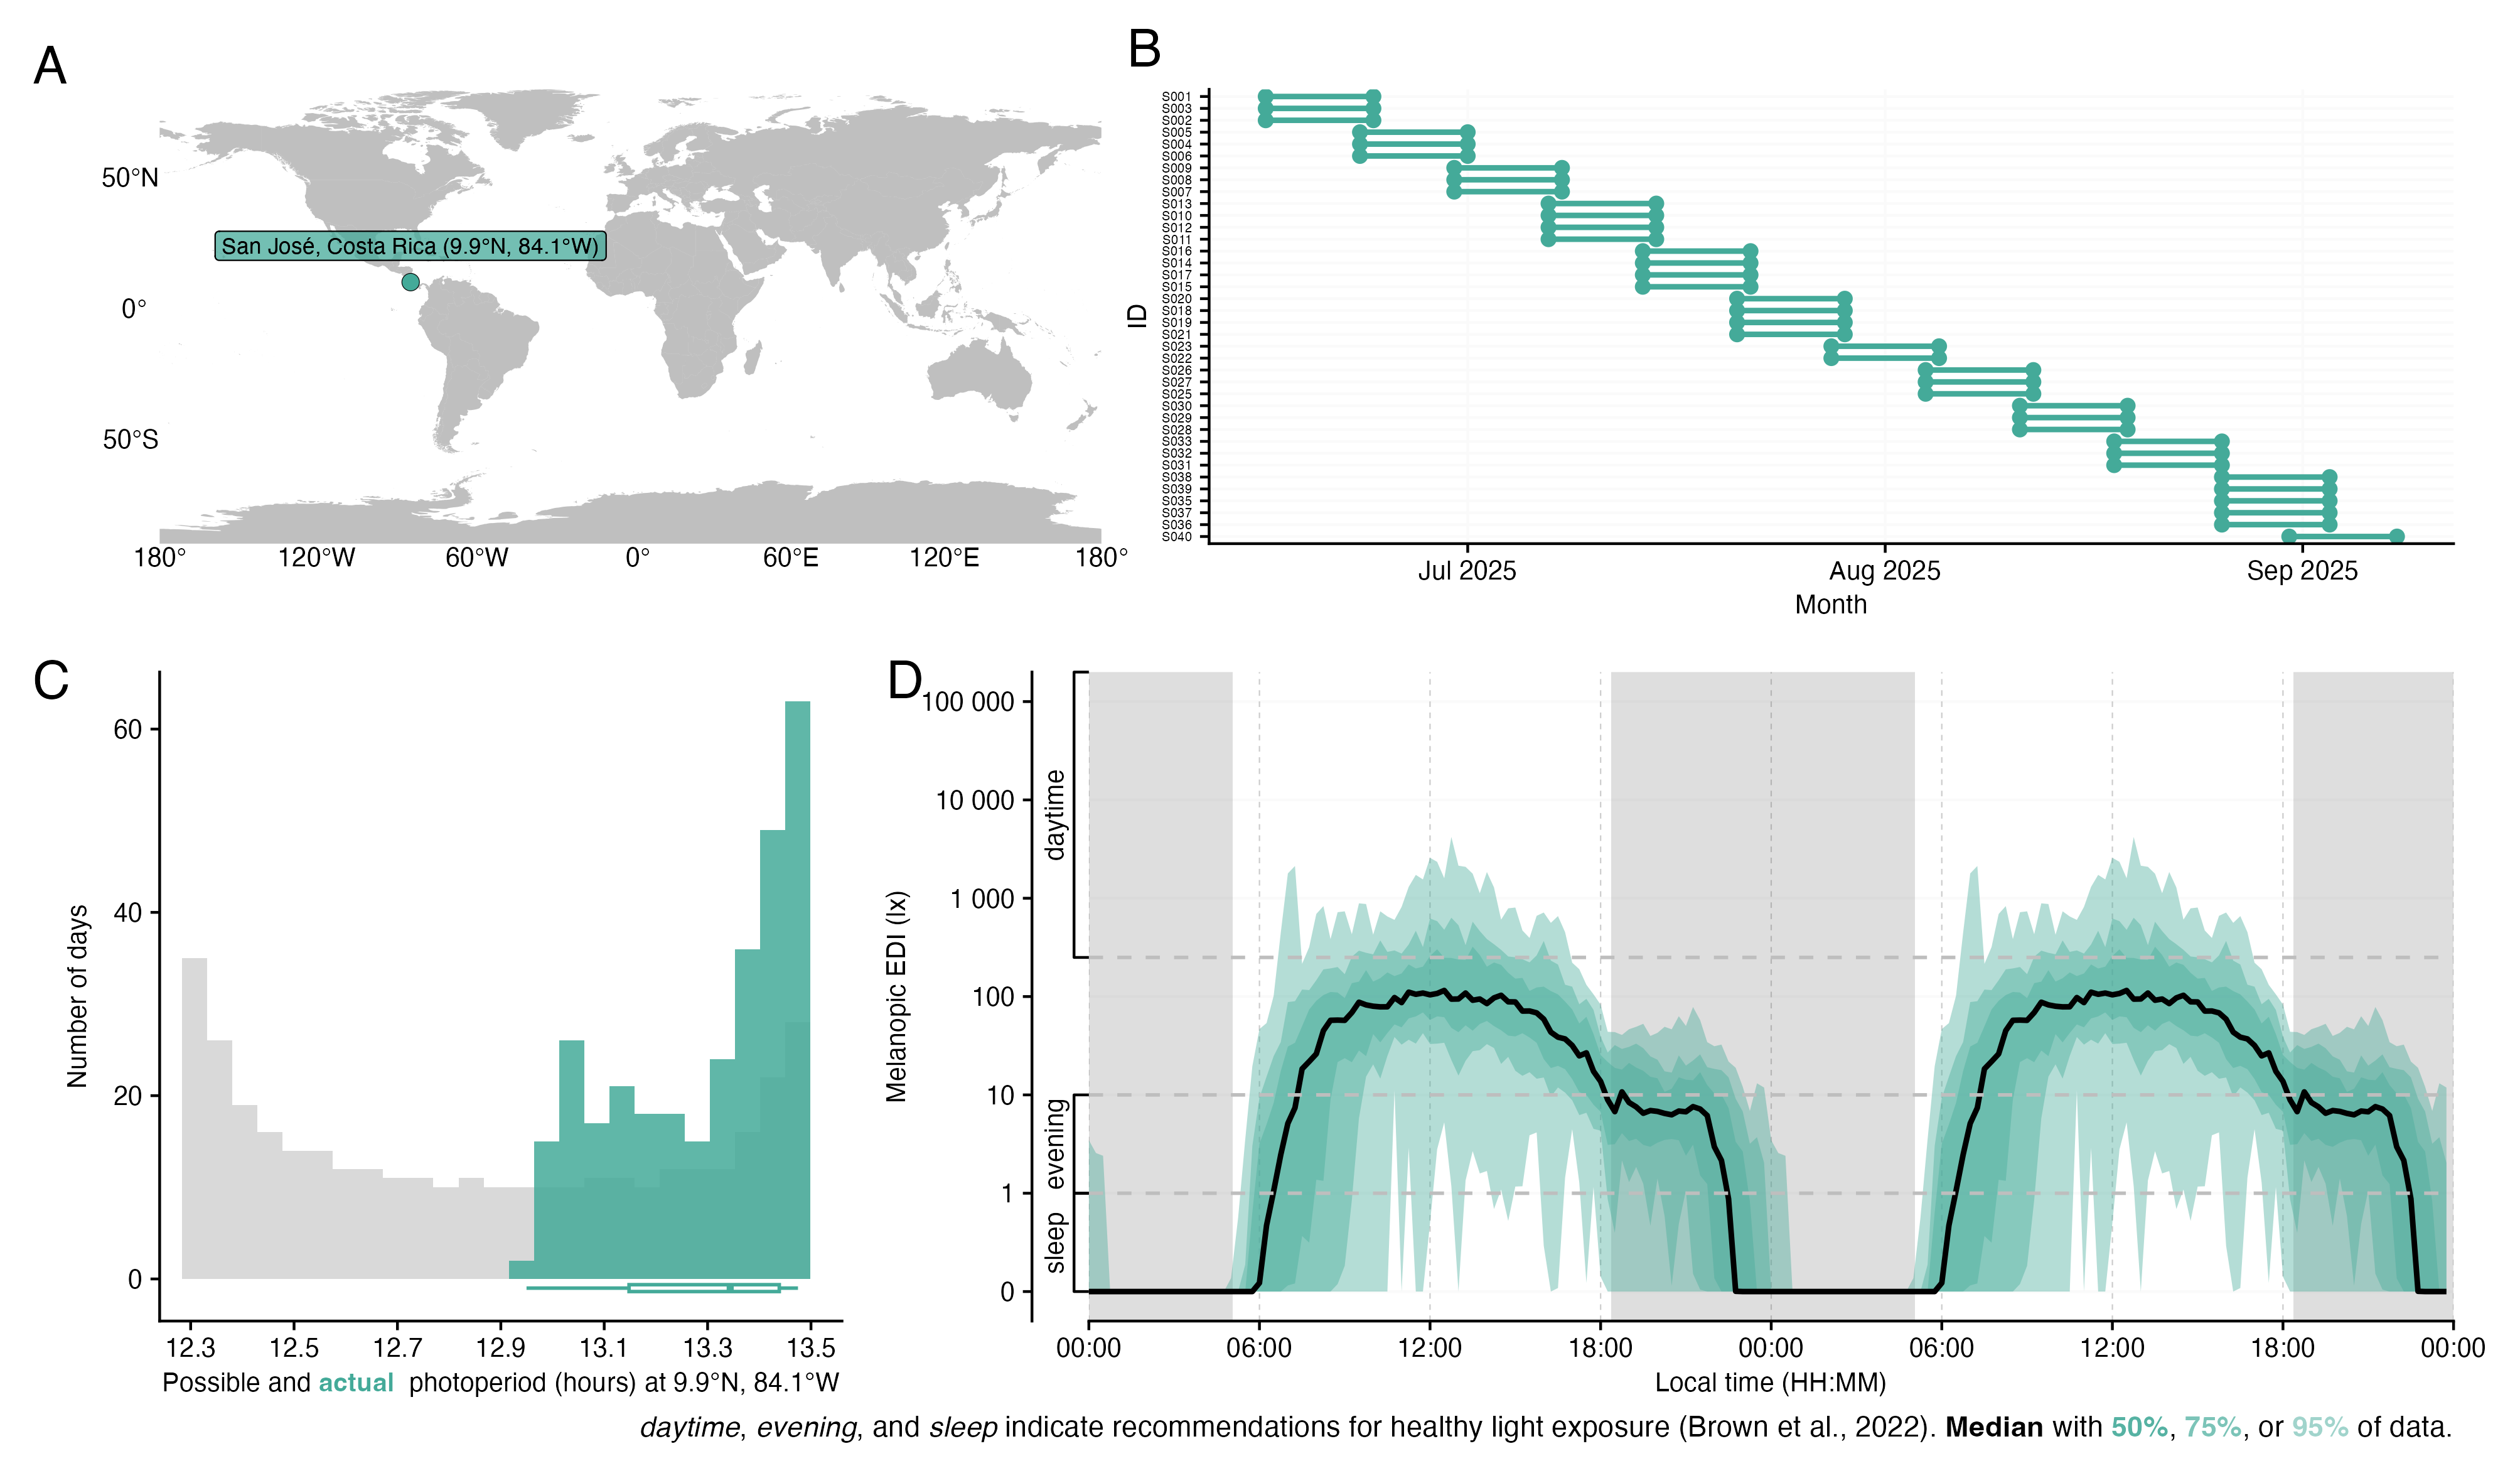 A
50°N
San José, Costa Rica (9.9°N, 84.1°W)
0°
50°S
180° 120°W 60°W 0° 60°E 120°E 180°
B
ID
S001
S003
S002
S005
S004
S006
S009
S008
S007
S013
S010
S012
S011
S016
S014
S017
S015
S020
S018
S019
S021
S023
S022
S026
S027
S025
S030
S029
S028
S033
S032
S031
S038
S039
S035
S037
S036
S040
Jul 2025 Aug 2025 Sep 2025
Month
C
Number of days
60
40
20
0
12.3 12.5 12.7 12.9 13.1 13.3 13.5
Possible and actual photoperiod (hours) at 9.9°N, 84.1°W
D
Melanopic EDI (lx)
100 000
10 000
1 000
100
10
1
0
daytime
evening
sleep
00:00 06:00 12:00 18:00 00:00 06:00 12:00 18:00 00:00
Local time (HH:MM)
daytime, evening, and sleep indicate recommendations for healthy light exposure (Brown et al., 2022). Median with 50%, 75%, or 95% of data.